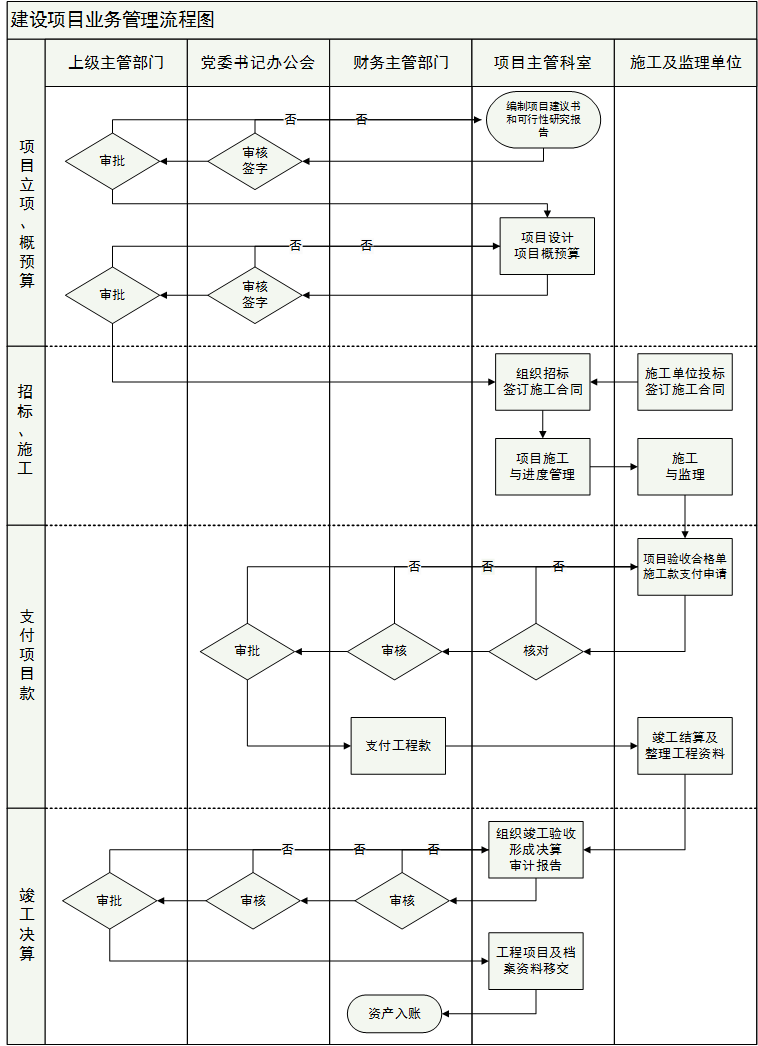 建设项目业务管理流程图
上级主管部门
党委书记办公会
财务主管部门
项目主管科室
施工及监理单位
项目立项、概预算
编制项目建议书
和可行性研究报
告
否
否
审批
审核
签字
项目设计
项目概预算
否
否
审批
审核
签字
招标、施工
组织招标
签订施工合同
施工单位投标
签订施工合同
项目施工
与进度管理
施工
与监理
支付项目款
项目验收合格单
施工款支付申请
否
否
否
审批
审核
核对
支付工程款
竣工结算及
整理工程资料
竣工决算
组织竣工验收
形成决算
审计报告
否
否
否
审批
审核
审核
工程项目及档
案资料移交
资产入账